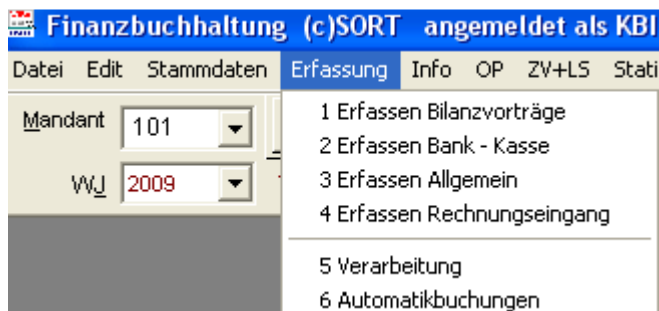 Finanzbuchhaltung (c)SORT angemeldet als KBI
Datei Edit Stammdaten Erfassung Info OP ZV+LS Stati
Mandant 101
WJ 2009
1 Erfassen Bilanzvorträge
2 Erfassen Bank - Kasse
3 Erfassen Allgemein
4 Erfassen Rechnungseingang
5 Verarbeitung
6 Automatikbuchungen